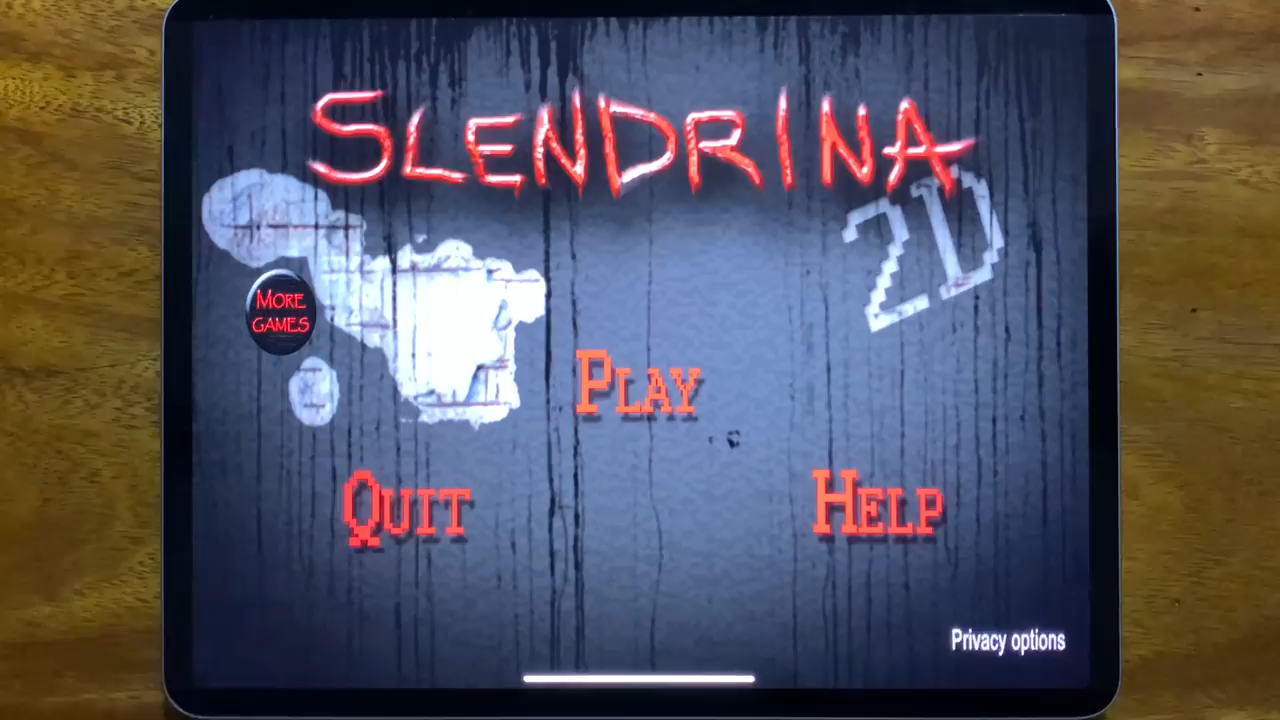 SLENDRINA
2D
MORE
GAMES
PLAY
QUIT
HELP
Privacy options